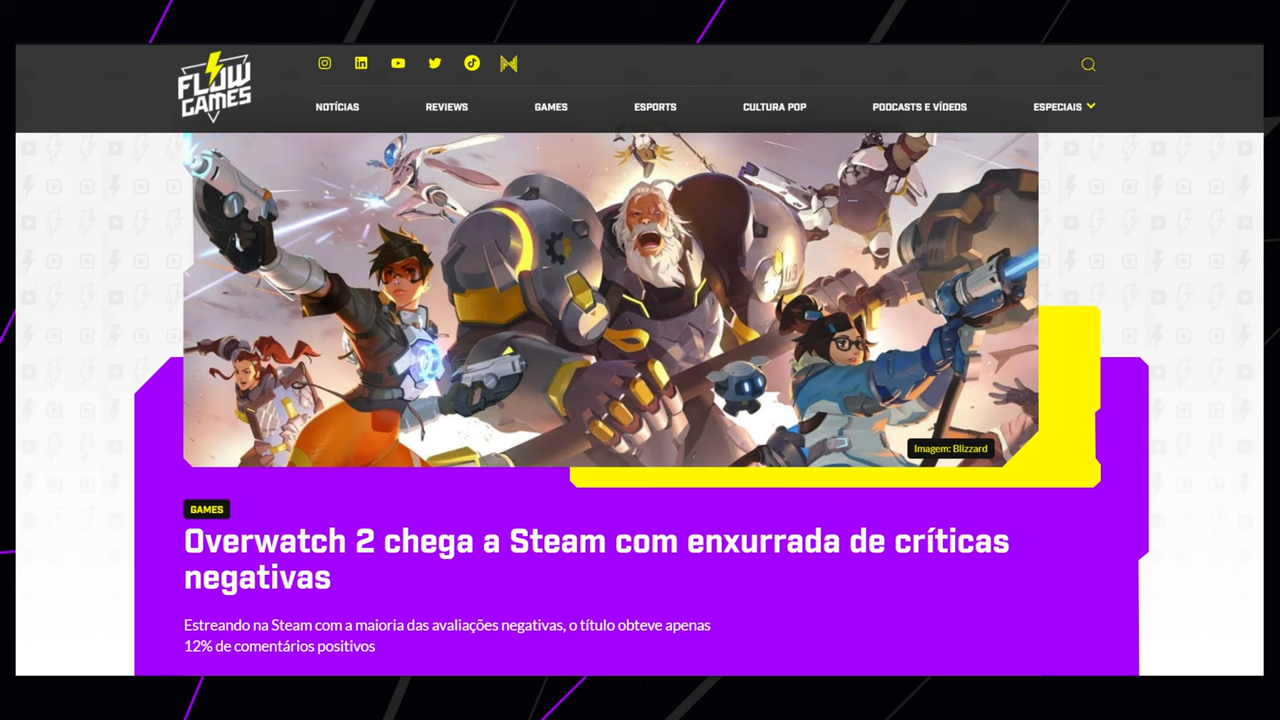 FLOW
GAMES
NOTÍCIAS
REVIEWS
GAMES
ESPORTS
CULTURA POP
PODCASTS E VÍDEOS
ESPECIAIS
Imagem: Blizzard
GAMES
Overwatch 2 chega a Steam com enxurrada de críticas
negativas
Estreando na Steam com a maioria das avaliações negativas, o título obteve apenas
12% de comentários positivos